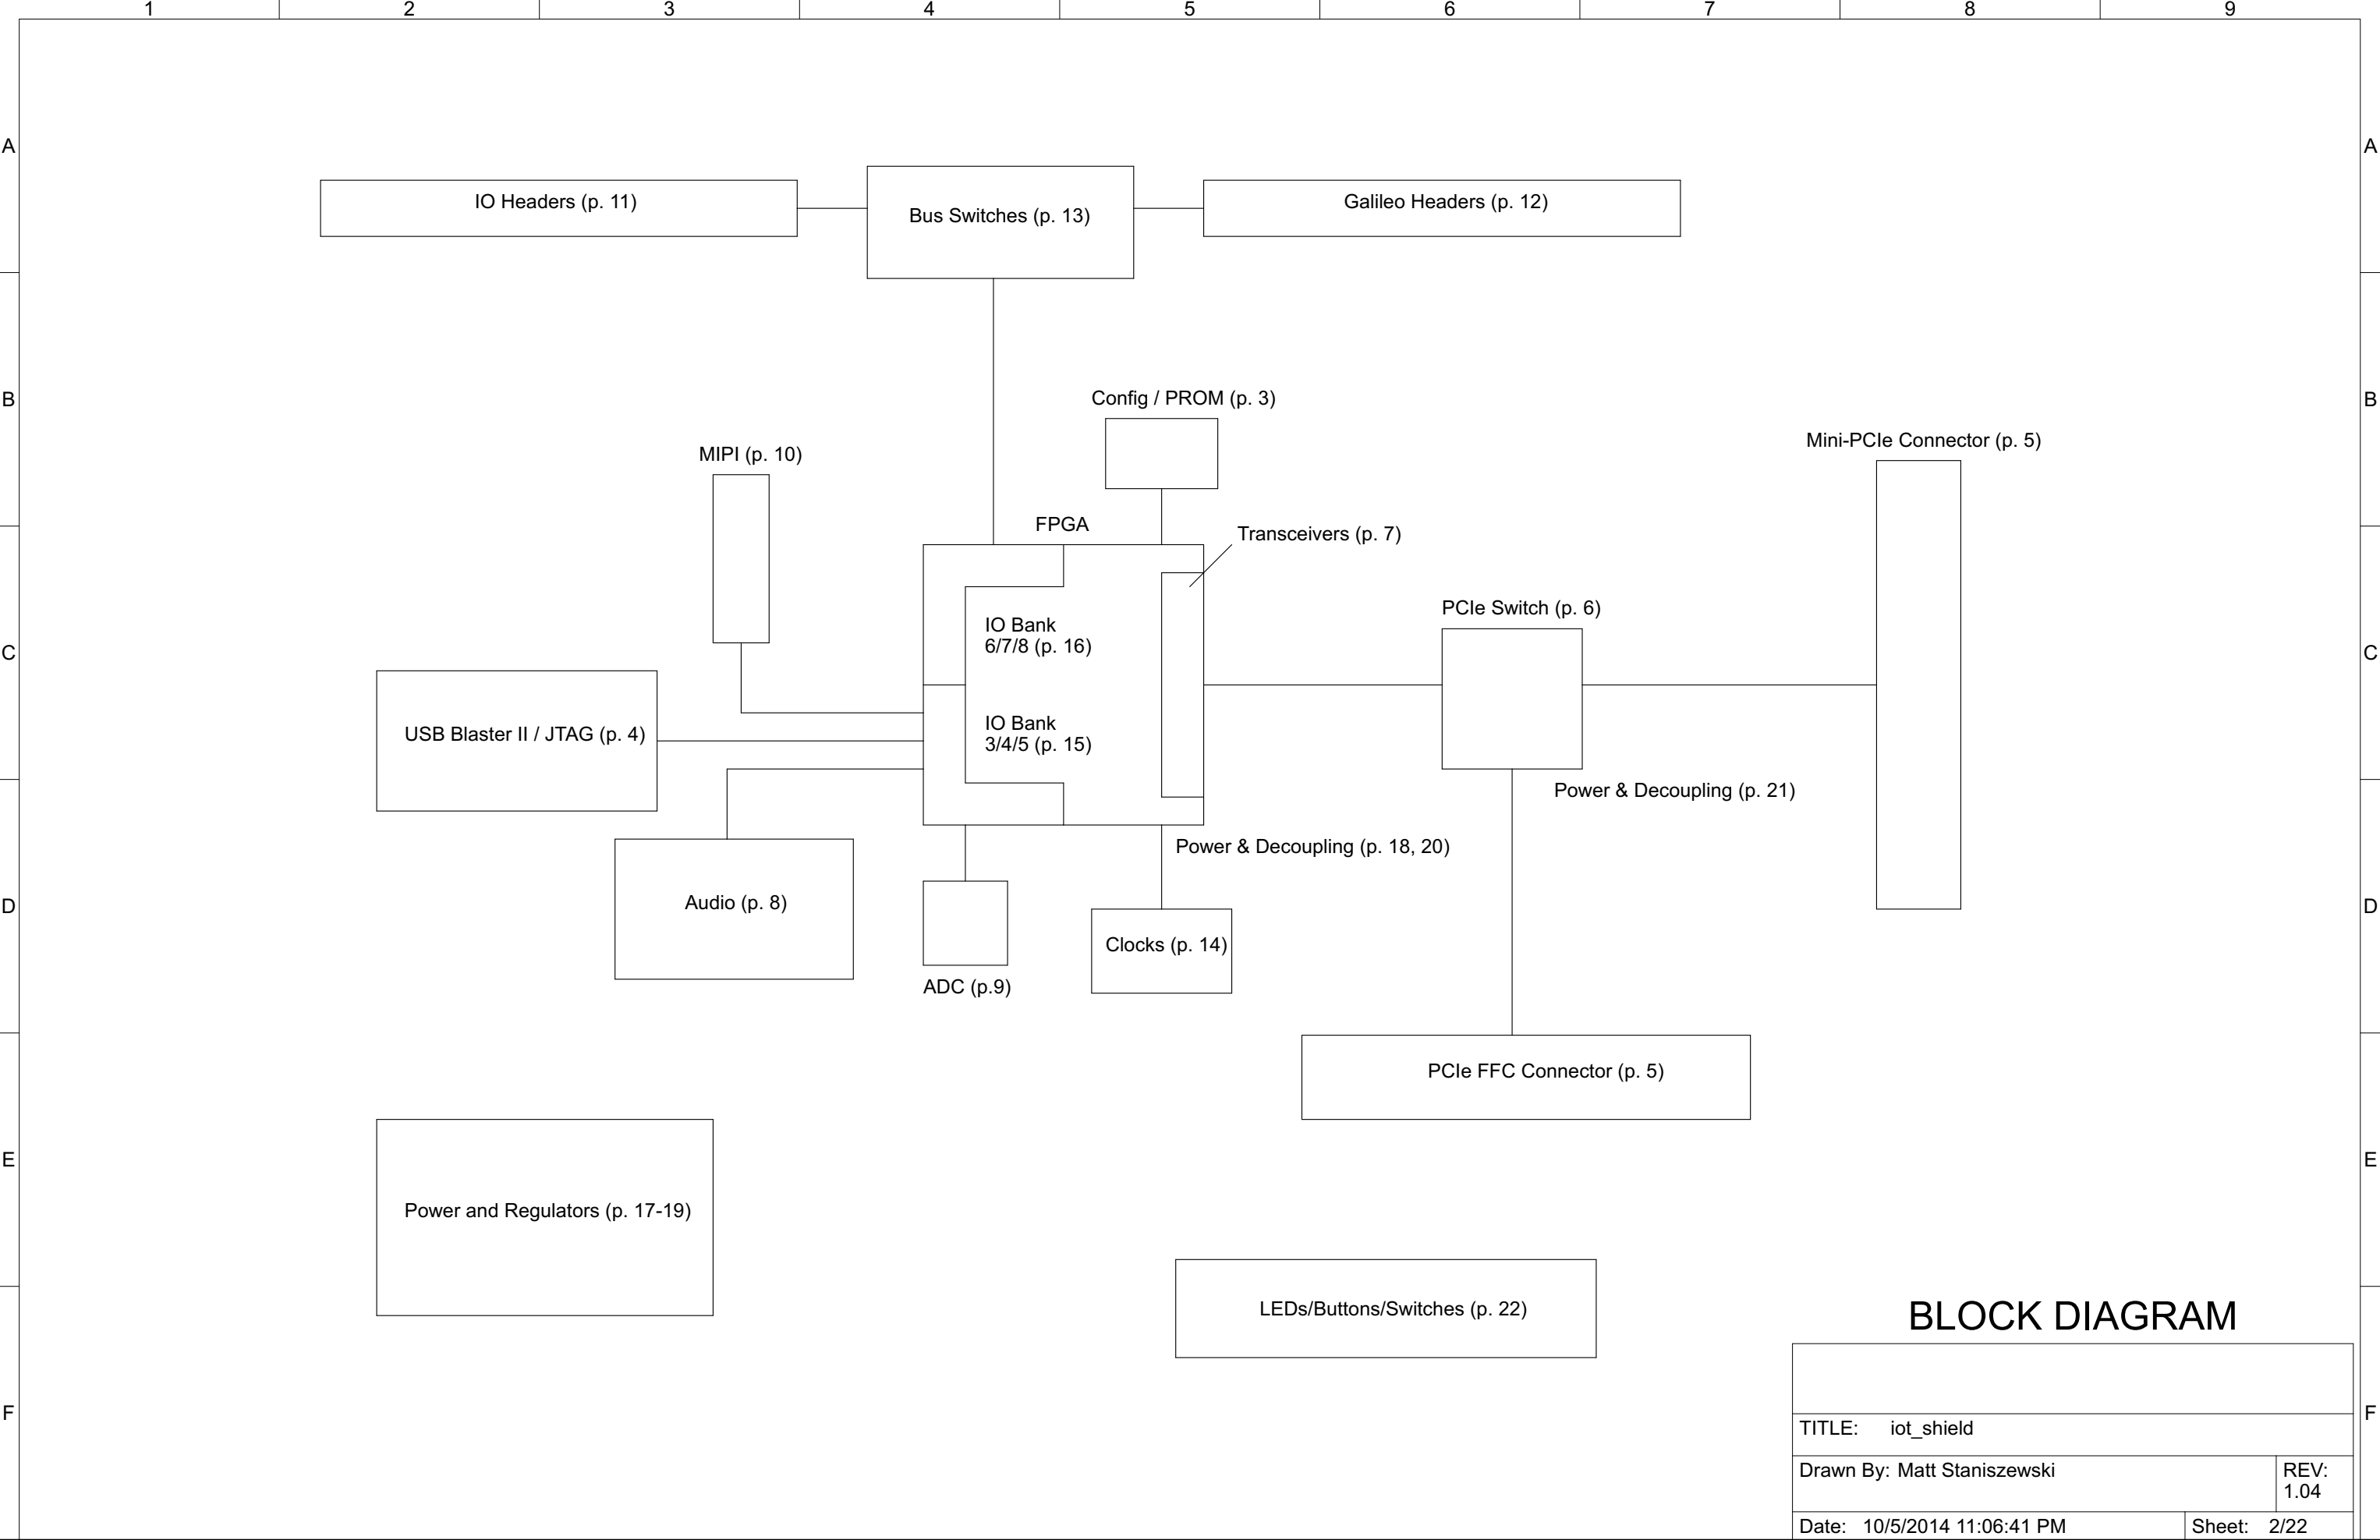 1 2 3 4 5 6 7 8 9
A A
IO Headers (p. 11)
Bus Switches (p. 13)
Galileo Headers (p. 12)
B B
Config / PROM (p. 3)
MIPI (p. 10)
Mini-PCIe Connector (p. 5)
FPGA
Transceivers (p. 7)
PCIe Switch (p. 6)
IO Bank
6/7/8 (p. 16)
C C
IO Bank
3/4/5 (p. 15)
USB Blaster II / JTAG (p. 4)
Power & Decoupling (p. 21)
Power & Decoupling (p. 18, 20)
Audio (p. 8)
D D
Clocks (p. 14)
ADC (p.9)
PCIe FFC Connector (p. 5)
E E
Power and Regulators (p. 17-19)
LEDs/Buttons/Switches (p. 22)
BLOCK DIAGRAM
F F
TITLE: iot_shield
Drawn By: Matt Staniszewski
REV:
1.04
Date: 10/5/2014 11:06:41 PM
Sheet: 2/22